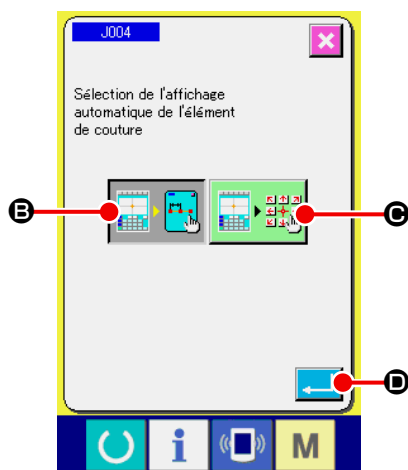 J004
Sélection de l'affichage
automatique de l'élément
de couture
B
C
D
i
M